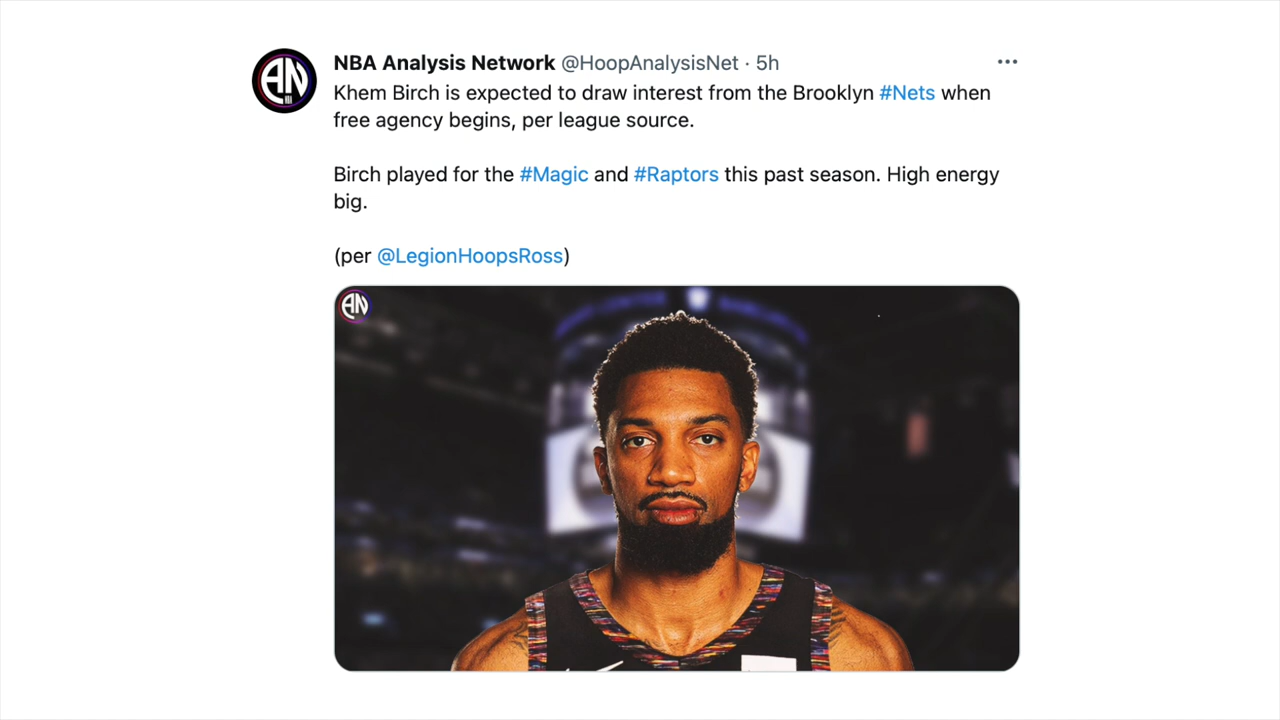 NBA Analysis Network @HoopAnalysisNet · 5h
Khem Birch is expected to draw interest from the Brooklyn #Nets when
free agency begins, per league source.
Birch played for the #Magic and #Raptors this past season. High energy
big.
(per @LegionHoopsRoss)
AN
AN